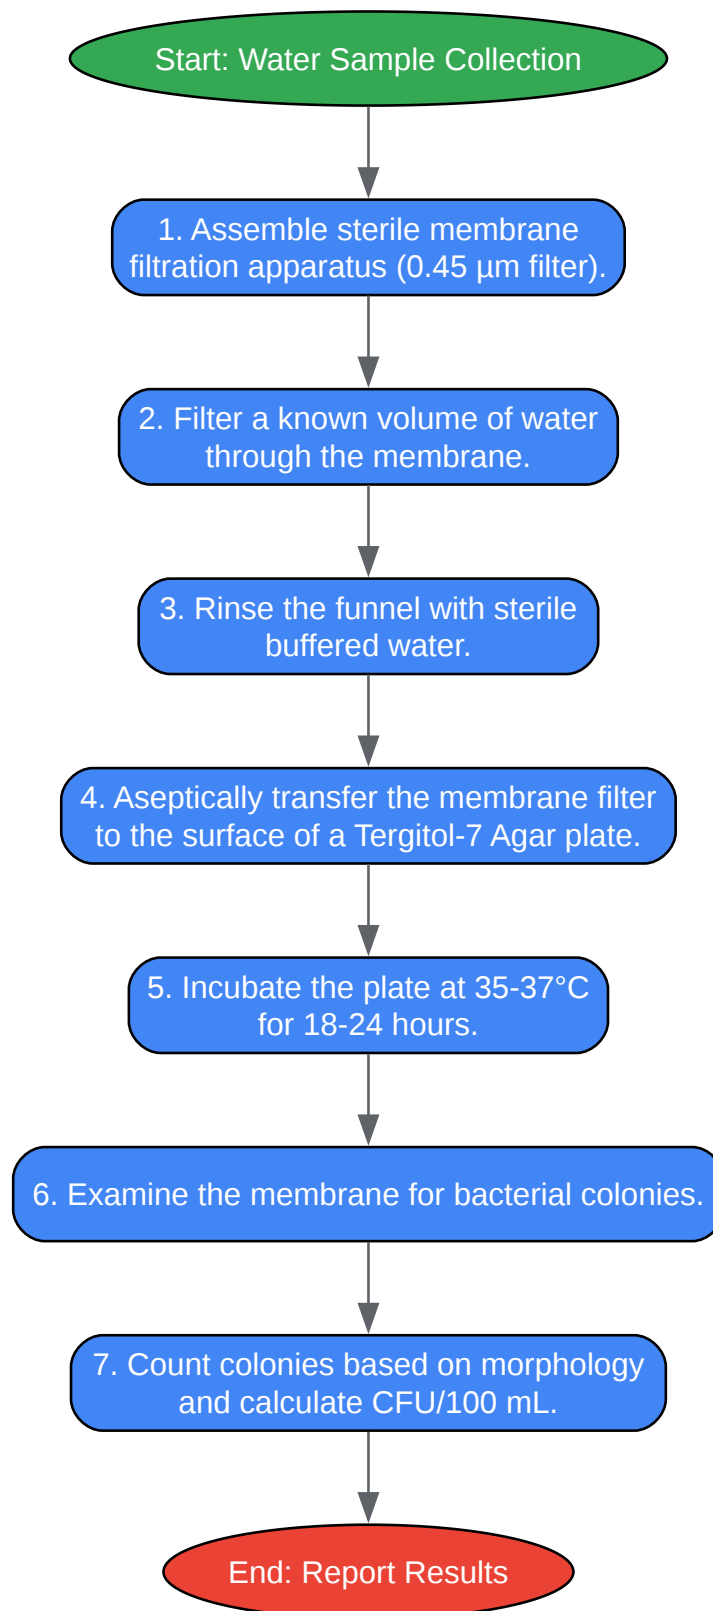 Start: Water Sample Collection
1. Assemble sterile membrane
filtration apparatus (0.45 µm filter).
2. Filter a known volume of water
through the membrane.
3. Rinse the funnel with sterile
buffered water.
4. Aseptically transfer the membrane filter
to the surface of a Tergitol-7 Agar plate.
5. Incubate the plate at 35-37°C
for 18-24 hours.
6. Examine the membrane for bacterial colonies.
7. Count colonies based on morphology
and calculate CFU/100 mL.
End: Report Results